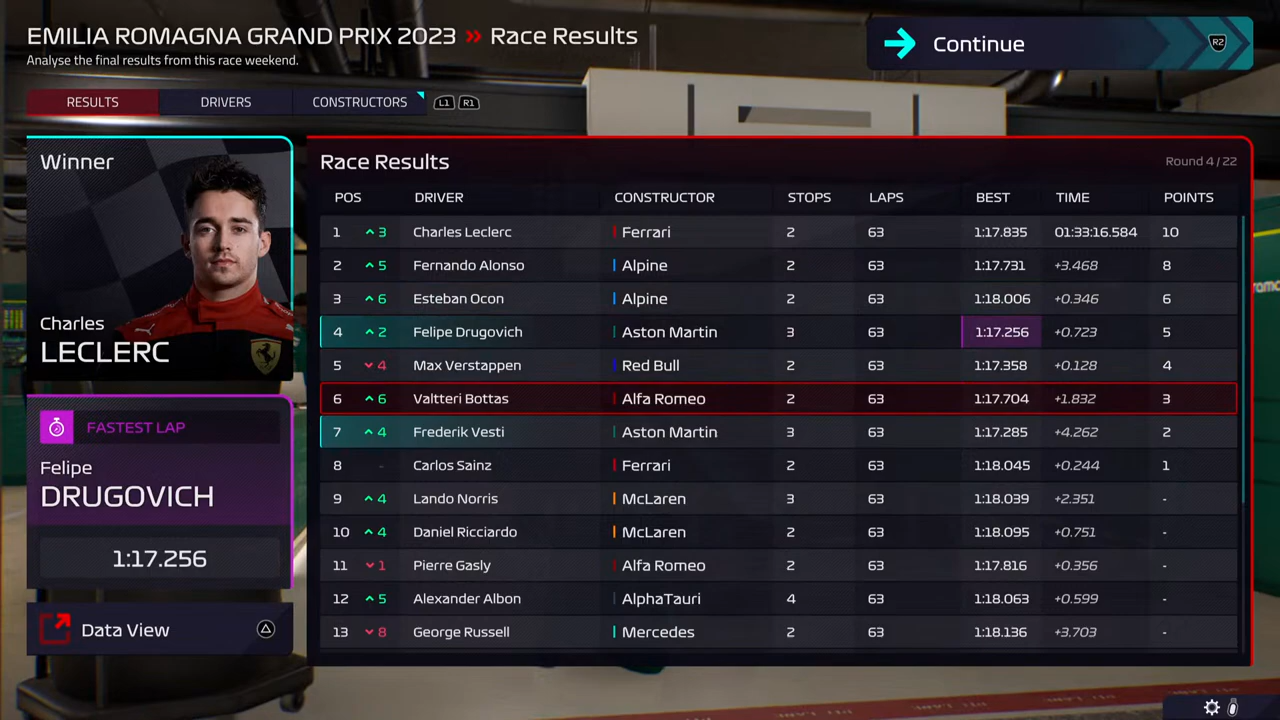 EMILIA ROMAGNA GRAND PRIX 2023 » Race Results
Analyse the final results from this race weekend.
Continue R2
RESULTS DRIVERS CONSTRUCTORS L1 R1
Winner
Charles
LECLERC
FASTEST LAP
Felipe
DRUGOVICH
1:17.256
Data View
Race Results Round 4 / 22
POS DRIVER CONSTRUCTOR STOPS LAPS BEST TIME POINTS
1 3 Charles Leclerc Ferrari 2 63 1:17.835 01:33:16.584 10
2 5 Fernando Alonso Alpine 2 63 1:17.731 +3.468 8
3 6 Esteban Ocon Alpine 2 63 1:18.006 +0.346 6
4 2 Felipe Drugovich Aston Martin 3 63 1:17.256 +0.723 5
5 4 Max Verstappen Red Bull 2 63 1:17.358 +0.128 4
6 6 Valtteri Bottas Alfa Romeo 2 63 1:17.704 +1.832 3
7 4 Frederik Vesti Aston Martin 3 63 1:17.285 +4.262 2
8 - Carlos Sainz Ferrari 2 63 1:18.045 +0.244 1
9 4 Lando Norris McLaren 3 63 1:18.039 +2.351 -
10 4 Daniel Ricciardo McLaren 2 63 1:18.095 +0.751 -
11 1 Pierre Gasly Alfa Romeo 2 63 1:17.816 +0.356 -
12 5 Alexander Albon AlphaTauri 4 63 1:18.063 +0.599 -
13 8 George Russell Mercedes 2 63 1:18.136 +3.703 -